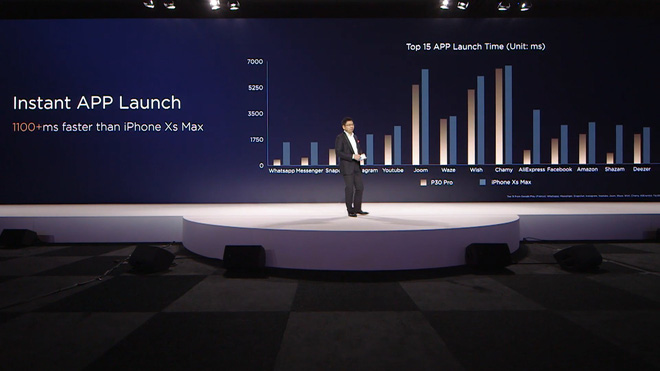 Top 15 APP Launch Time (Unit: ms)
7000
5250
3500
1750
0
Instant APP Launch
1100+ms faster than iPhone Xs Max
Whatsapp Messenger Snap agram Youtube Joom Waze Wish Chamy AliExpress Facebook Amazon Shazam Deezer
P30 Pro iPhone Xs Max